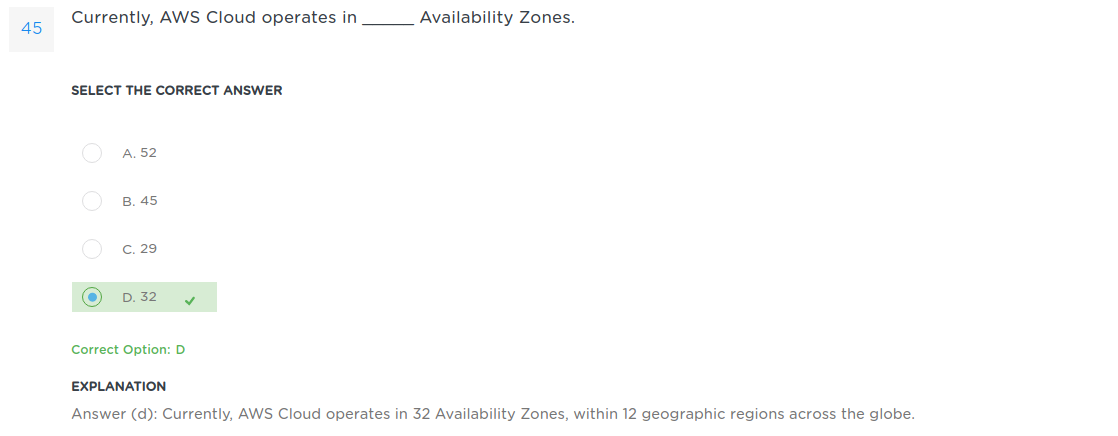 45
Currently, AWS Cloud operates in ______ Availability Zones.
SELECT THE CORRECT ANSWER
A. 52
B. 45
C. 29
D. 32
Correct Option: D
EXPLANATION
Answer (d): Currently, AWS Cloud operates in 32 Availability Zones, within 12 geographic regions across the globe.